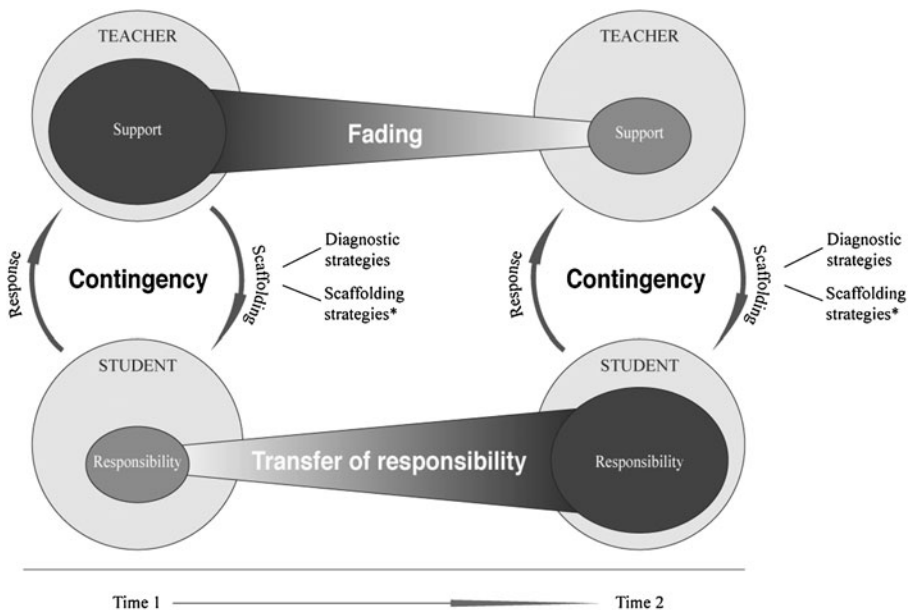 TEACHER
TEACHER
Support
Fading
Support
Response
Contingency
Scaffolding
Diagnostic
strategies
Scaffolding
strategies*
Response
Contingency
Scaffolding
Diagnostic
strategies
Scaffolding
strategies*
STUDENT
STUDENT
Responsibility
Transfer of responsibility
Responsibility
Time 1
Time 2